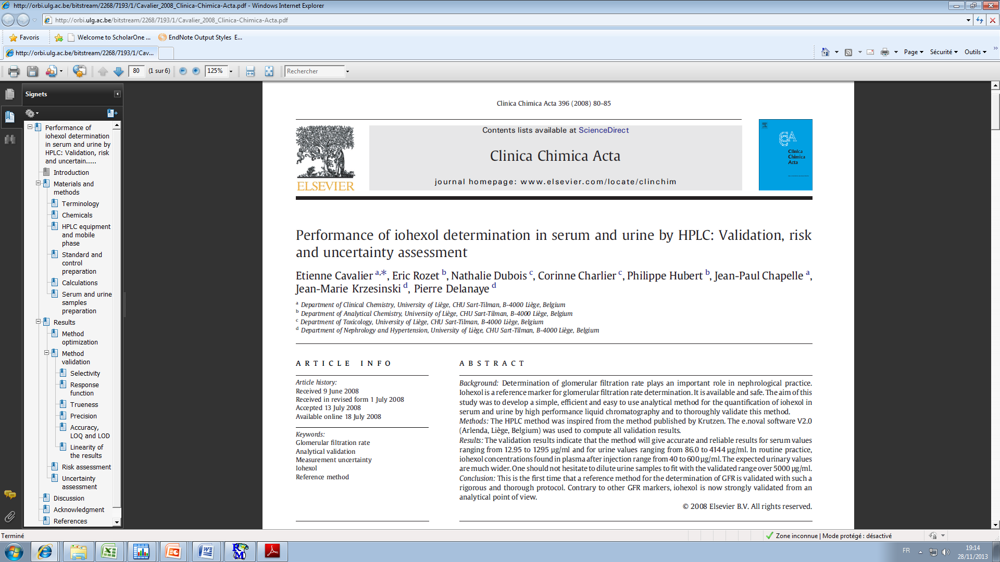 http://orbi.ulg.ac.be/bitstream/2268/7193/1/Cavalier_2008_Clinica-Chimica-Acta.pdf - Windows Internet Explorer
http://orbi.ulg.ac.be/bitstream/2268/7193/1/Cavalier_2008_Clinica-Chimica-Acta.pdf
Favoris
Welcome to ScholarOne ...
EndNote Output Styles E...
http://orbi.ulg.ac.be/bitstream/2268/7193/1/Cav...
Page
Sécurité
Outils
80
(1 sur 6)
125%
Rechercher
Signets
Performance of
iohexol determination
in serum and urine by
HPLC: Validation, risk
and uncertain.....
Introduction
Materials and
methods
Terminology
Chemicals
HPLC equipment
and mobile
phase
Standard and
control
preparation
Calculations
Serum and urine
samples
preparation
Results
Method
optimization
Method
validation
Selectivity
Response
function
Trueness
Precision
Accuracy,
LOQ and LOD
Linearity of
the results
Risk assessment
Uncertainty
assessment
Discussion
Acknowledgment
References
Clinica Chimica Acta 396 (2008) 80–85
ELSEVIER
Contents lists available at ScienceDirect
Clinica Chimica Acta
journal homepage: www.elsevier.com/locate/clinchim
CCA
Clinica
Chimica
Acta
Performance of iohexol determination in serum and urine by HPLC: Validation, risk
and uncertainty assessment
Etienne Cavalier a,*, Eric Rozet b, Nathalie Dubois c, Corinne Charlier c, Philippe Hubert b, Jean-Paul Chapelle a,
Jean-Marie Krzesinski d, Pierre Delanaye d
a Department of Clinical Chemistry, University of Liège, CHU Sart-Tilman, B-4000 Liège, Belgium
b Department of Analytical Chemistry, University of Liège, CHU Sart-Tilman, B-4000 Liège, Belgium
c Department of Toxicology, University of Liège, CHU Sart-Tilman, B-4000 Liège, Belgium
d Department of Nephrology and Hypertension, University of Liège, CHU Sart-Tilman, B-4000 Liège, Belgium
ARTICLE INFO
Article history:
Received 9 June 2008
Received in revised form 1 July 2008
Accepted 13 July 2008
Available online 18 July 2008
Keywords:
Glomerular filtration rate
Analytical validation
Measurement uncertainty
Iohexol
Reference method
ABSTRACT
Background: Determination of glomerular filtration rate plays an important role in nephrological practice.
Iohexol is a reference marker for glomerular filtration rate determination. It is available and safe. The aim of this
study was to develop a simple, efficient and easy to use analytical method for the quantification of iohexol in
serum and urine by high performance liquid chromatography and to thoroughly validate this method.
Methods: The HPLC method was inspired from the method published by Krutzen. The e.noval software V2.0
(Arlenda, Liège, Belgium) was used to compute all validation results.
Results: The validation results indicate that the method will give accurate and reliable results for serum values
ranging from 12.95 to 1295 µg/ml and for urine values ranging from 86.0 to 4144 µg/ml. In routine practice,
iohexol concentrations found in plasma after injection range from 40 to 600 µg/ml. The expected urinary values
are much wider. One should not hesitate to dilute urine samples to fit with the validated range over 5000 µg/ml.
Conclusion: This is the first time that a reference method for the determination of GFR is validated with such a
rigorous and thorough protocol. Contrary to other GFR markers, iohexol is now strongly validated from an
analytical point of view.
© 2008 Elsevier B.V. All rights reserved.
Terminé
Zone inconnue | Mode protégé : désactivé
FR
19:14
28/11/2013